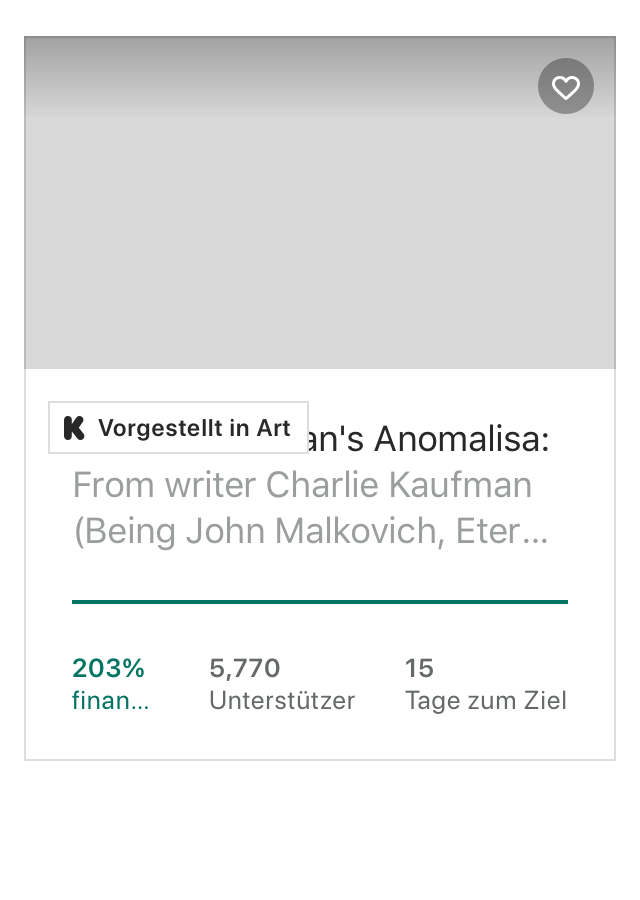 Vorgestellt in Art
an's Anomalisa:
From writer Charlie Kaufman
(Being John Malkovich, Eter…
203%
finan…
5,770
Unterstützer
15
Tage zum Ziel